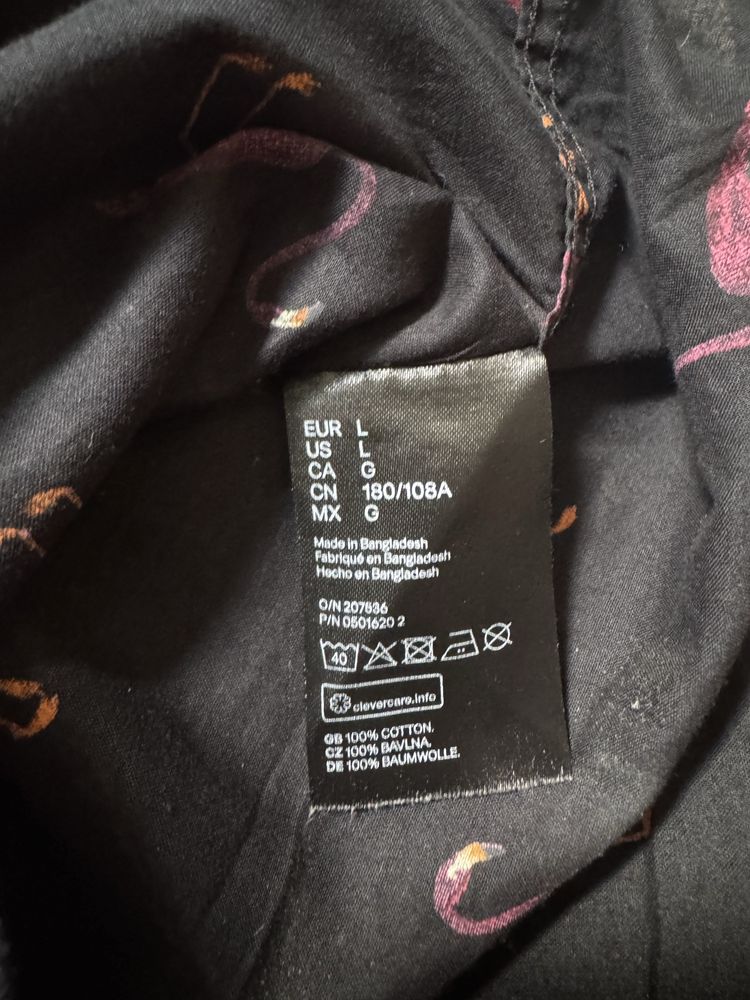 EUR L
US L
CA G
CN 180/108A
MX G
Made in Bangladesh
Fabriqué en Bangladesh
Hecho en Bangladesh
O/N 207536
P/N 0501620 2
40
clevercare.info
GB 100% COTTON.
CZ 100% BAVLNA.
DE 100% BAUMWOLLE.